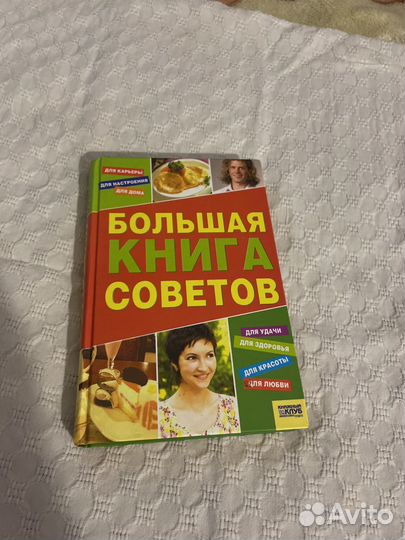 ДЛЯ КАРЬЕРЫ
ДЛЯ НАСТРОЕНИЯ
ДЛЯ ДОМА
БОЛЬШАЯ
КНИГА
СОВЕТОВ
ДЛЯ УДАЧИ
ДЛЯ ЗДОРОВЬЯ
ДЛЯ КРАСОТЫ
ДЛЯ ЛЮБВИ
КНИЖНЫЙ
КЛУБ
Avito